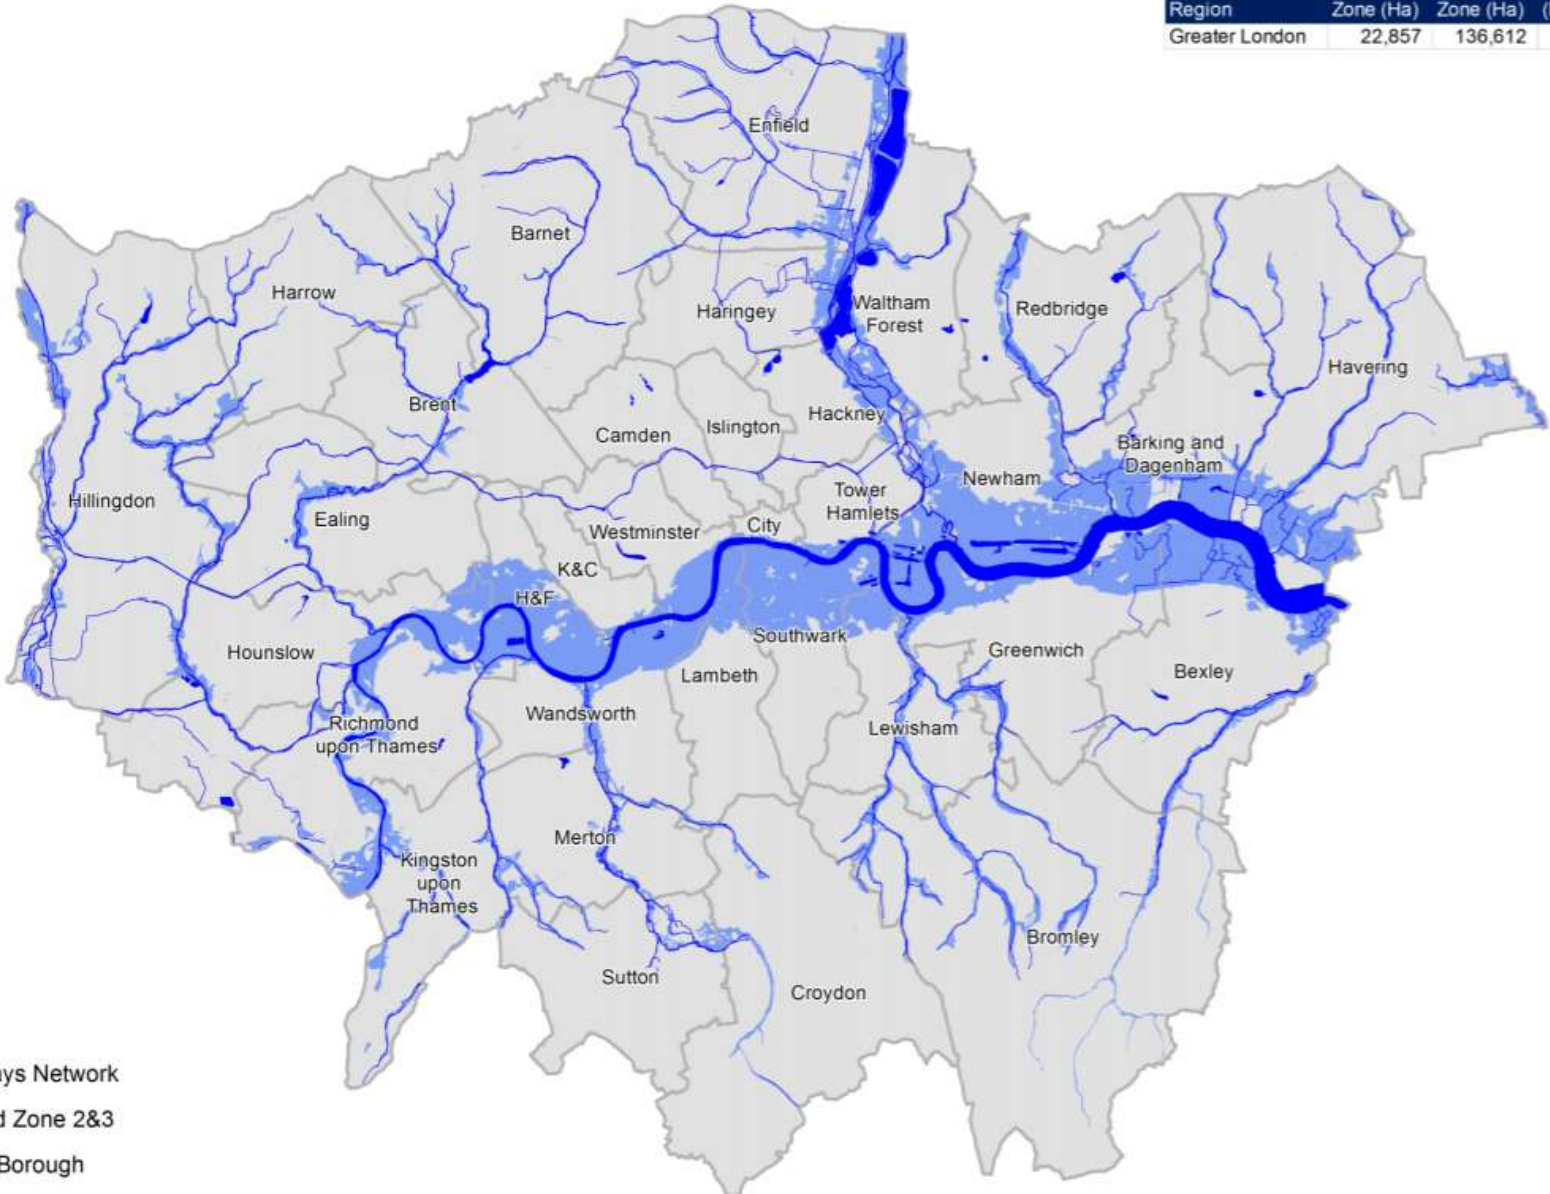 Region Zone (Ha) Zone (Ha)
Greater London 22,857 136,612
Enfield
Barnet
Harrow
Haringey
Waltham
Forest
Redbridge
Havering
Brent
Hackney
Camden
Islington
Barking and
Dagenham
Newham
Hillingdon
Ealing
Tower
Hamlets
Westminster
City
K&C
H&F
Southwark
Hounslow
Greenwich
Lambeth
Bexley
Richmond
upon Thames
Wandsworth
Lewisham
Merton
Kingston
upon
Thames
Bromley
Sutton
Croydon
ys Network
Zone 2&3
Borough